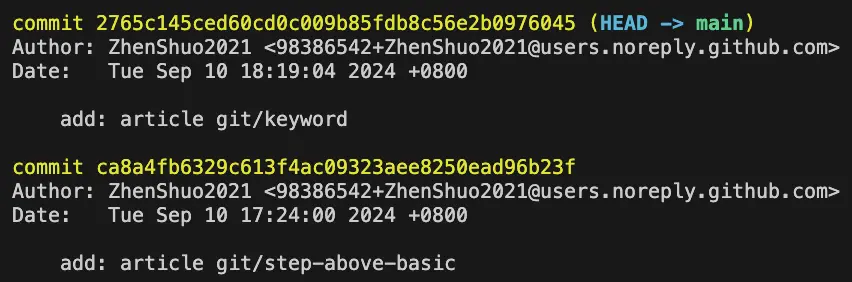 commit 2765c145ced60cd0c009b85fdb8c56e2b0976045 (HEAD -> main)
Author: ZhenShuo2021 <98386542+ZhenShuo2021@users.noreply.github.com>
Date:   Tue Sep 10 18:19:04 2024 +0800
    add: article git/keyword
commit ca8a4fb6329c613f4ac09323aee8250ead96b23f
Author: ZhenShuo2021 <98386542+ZhenShuo2021@users.noreply.github.com>
Date:   Tue Sep 10 17:24:00 2024 +0800
    add: article git/step-above-basic